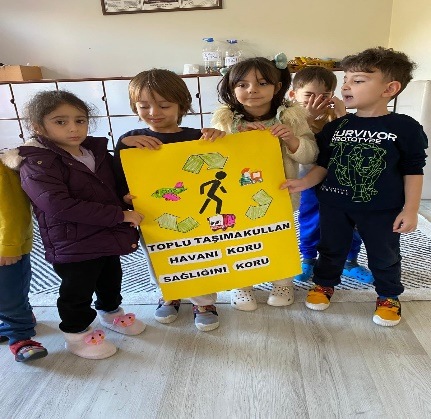 TOPLU TAŞIMAKULLAN
HAVANI KORU
SAĞLIĞINI KORU
SURVIVOR
PROTOTYPE